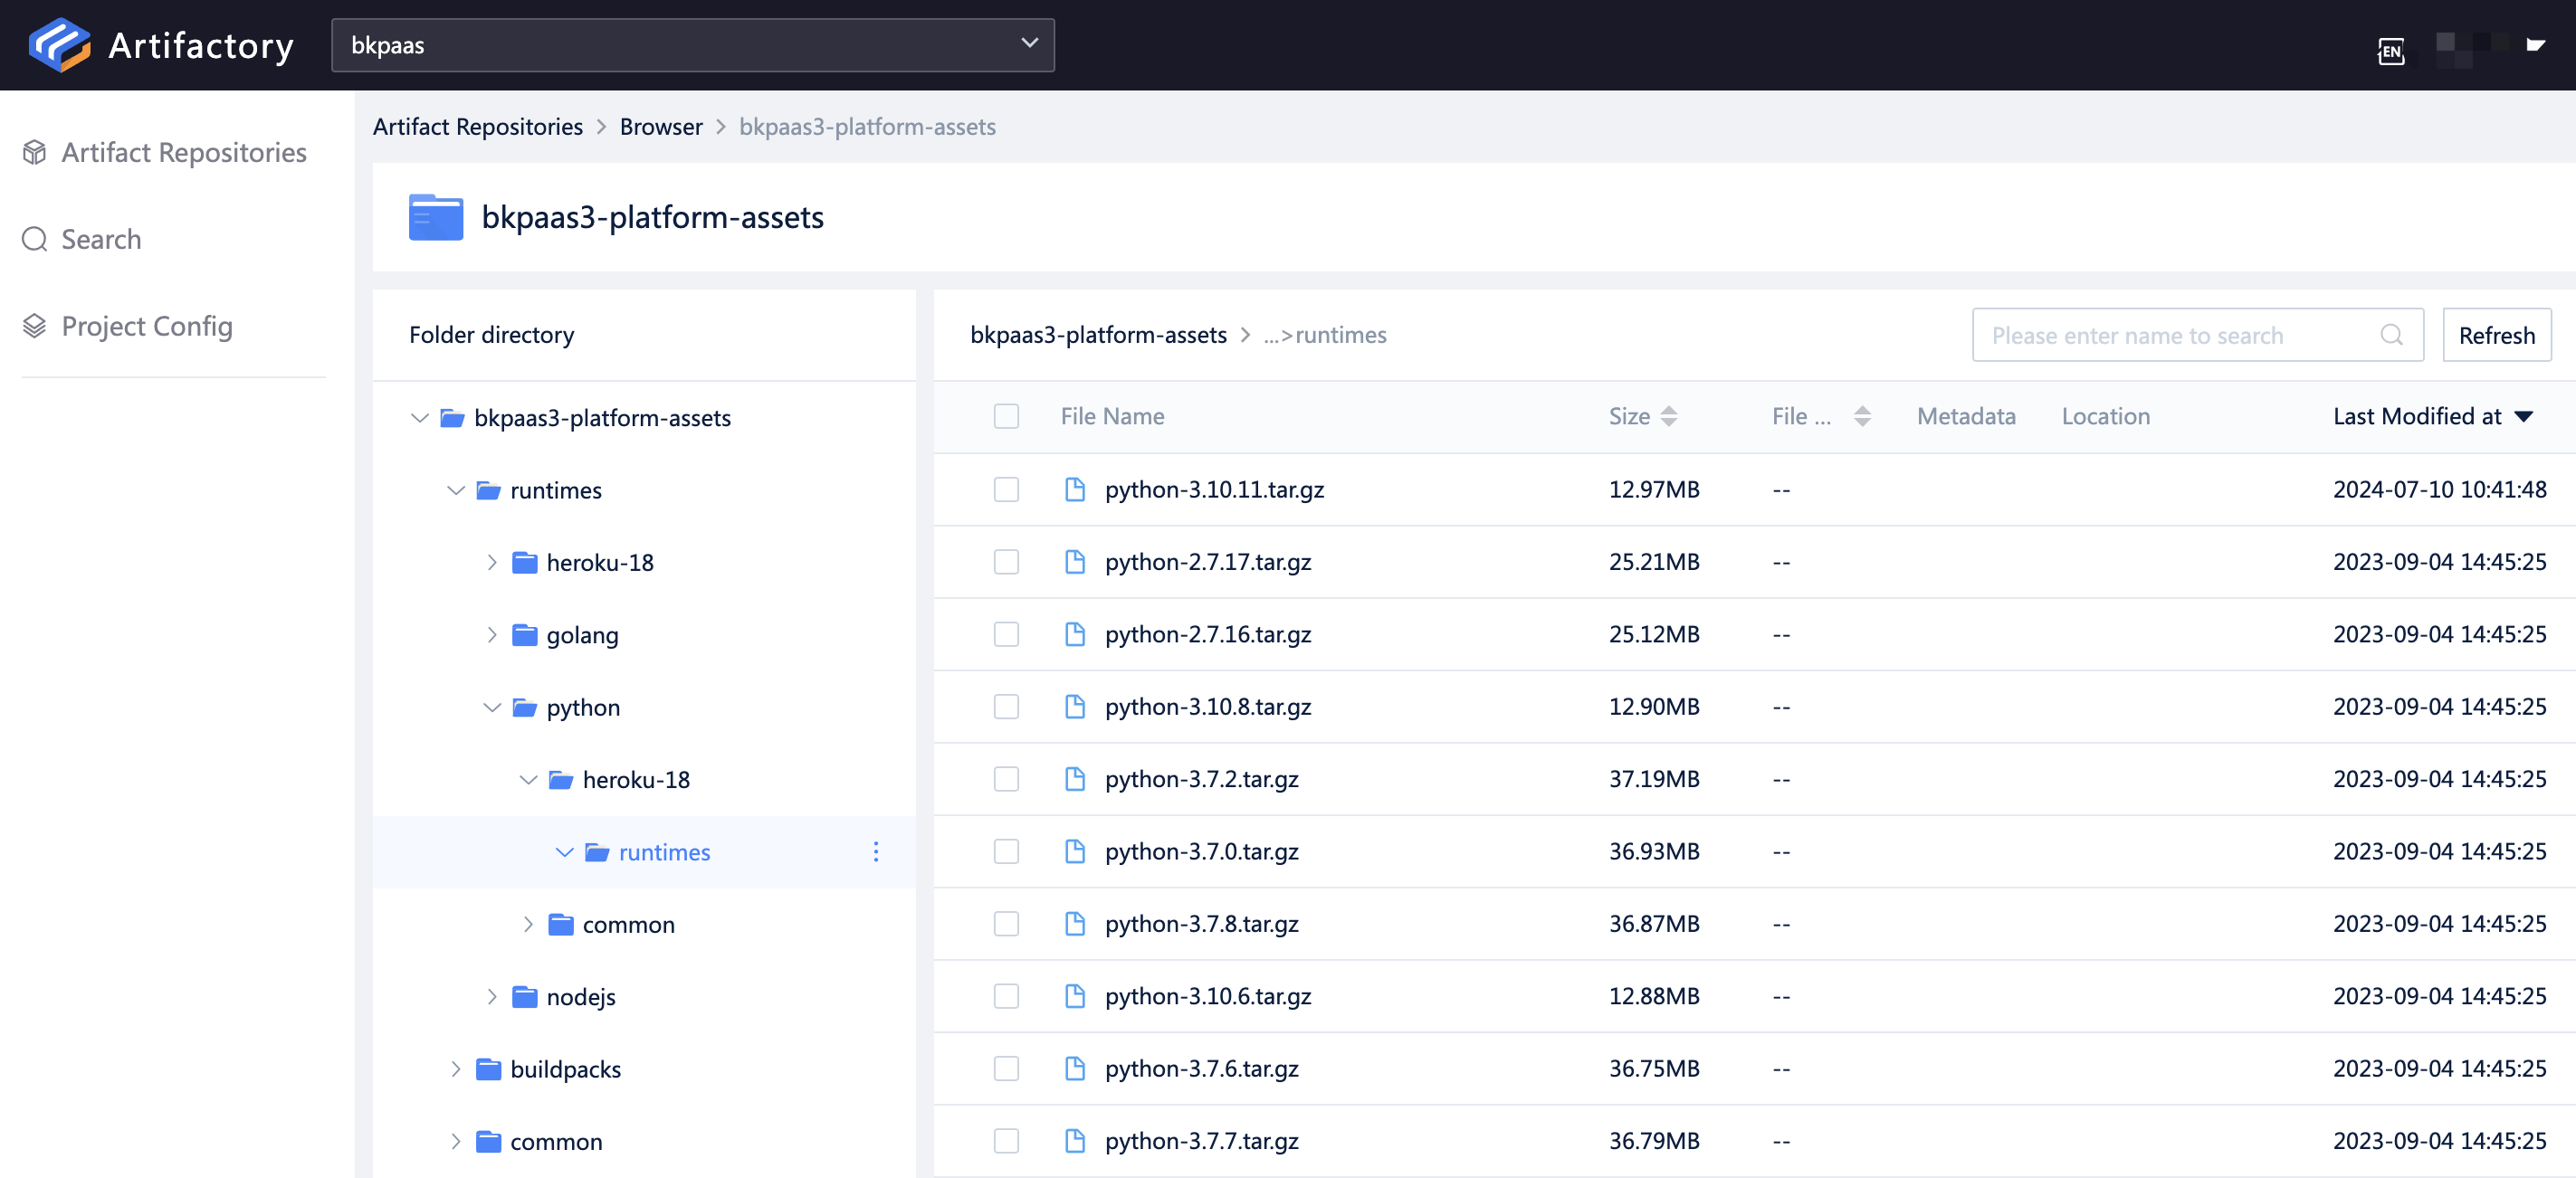 Artifactory
bkpaas
EN
Artifact Repositories
Search
Project Config
Artifact Repositories > Browser > bkpaas3-platform-assets
bkpaas3-platform-assets
Folder directory
bkpaas3-platform-assets
runtimes
heroku-18
golang
python
heroku-18
runtimes
common
nodejs
buildpacks
common
bkpaas3-platform-assets > ...>runtimes
Please enter name to search
Refresh
File Name Size File ... Metadata Location Last Modified at
python-3.10.11.tar.gz 12.97MB -- 2024-07-10 10:41:48
python-2.7.17.tar.gz 25.21MB -- 2023-09-04 14:45:25
python-2.7.16.tar.gz 25.12MB -- 2023-09-04 14:45:25
python-3.10.8.tar.gz 12.90MB -- 2023-09-04 14:45:25
python-3.7.2.tar.gz 37.19MB -- 2023-09-04 14:45:25
python-3.7.0.tar.gz 36.93MB -- 2023-09-04 14:45:25
python-3.7.8.tar.gz 36.87MB -- 2023-09-04 14:45:25
python-3.10.6.tar.gz 12.88MB -- 2023-09-04 14:45:25
python-3.7.6.tar.gz 36.75MB -- 2023-09-04 14:45:25
python-3.7.7.tar.gz 36.79MB -- 2023-09-04 14:45:25